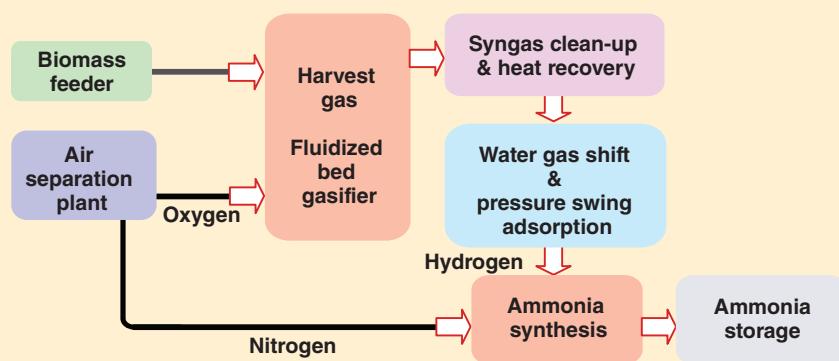 Biomass
feeder
Harvest
gas
Fluidized
bed
gasifier
Syngas clean-up
& heat recovery
Air
separation
plant
Oxygen
Water gas shift
&
pressure swing
adsorption
Hydrogen
Nitrogen
Ammonia
synthesis
Ammonia
storage